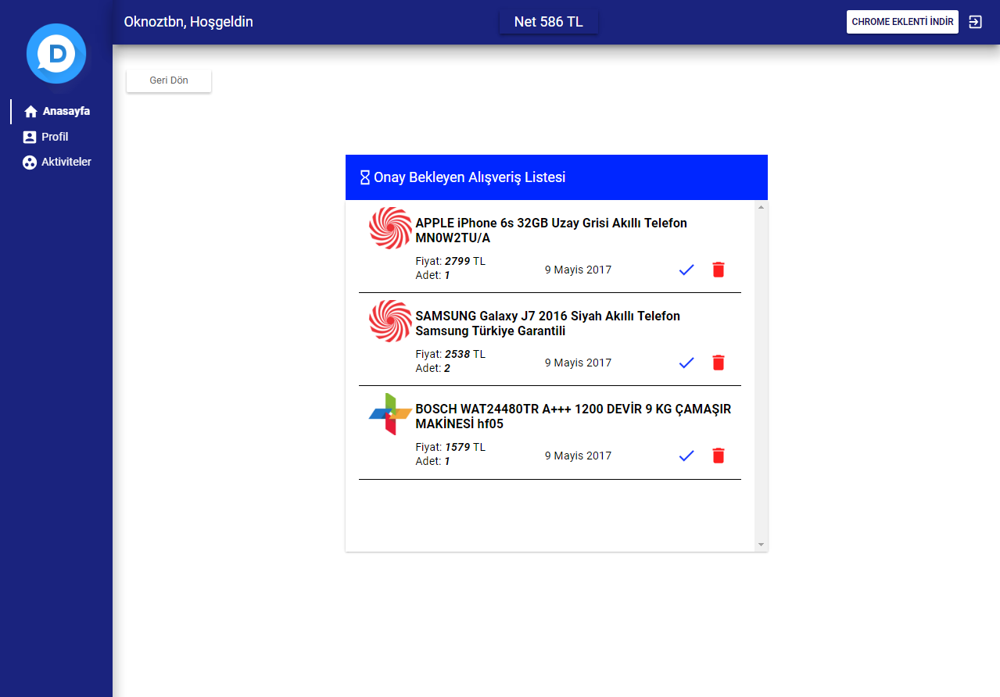 Oknoztbn, Hoşgeldin
Net 586 TL
CHROME EKLENTİ İNDİR
D
Anasayfa
Profil
Aktiviteler
Geri Dön
Onay Bekleyen Alışveriş Listesi
APPLE iPhone 6s 32GB Uzay Grisi Akıllı Telefon
MN0W2TU/A
Fiyat: 2799 TL
Adet: 1
9 Mayis 2017
SAMSUNG Galaxy J7 2016 Siyah Akıllı Telefon
Samsung Türkiye Garantili
Fiyat: 2538 TL
Adet: 2
9 Mayis 2017
BOSCH WAT24480TR A+++ 1200 DEVİR 9 KG ÇAMAŞIR
MAKİNESİ hf05
Fiyat: 1579 TL
Adet: 1
9 Mayis 2017